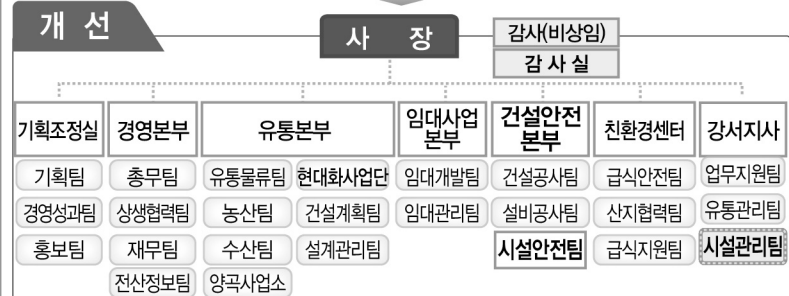 개 선
사 장
감사(비상임)
감 사 실
기획조정실 경영본부 유통본부 임대사업 본부 건설안전 본부 친환경센터 강서지사
기획팀 총무팀 유통물류팀 현대화사업단 임대개발팀 건설공사팀 급식안전팀 업무지원팀
경영성과팀 상생협력팀 농산팀 건설계획팀 임대관리팀 설비공사팀 산지협력팀 유통관리팀
홍보팀 재무팀 수산팀 설계관리팀 시설안전팀 급식지원팀 시설관리팀
전산정보팀 양곡사업소